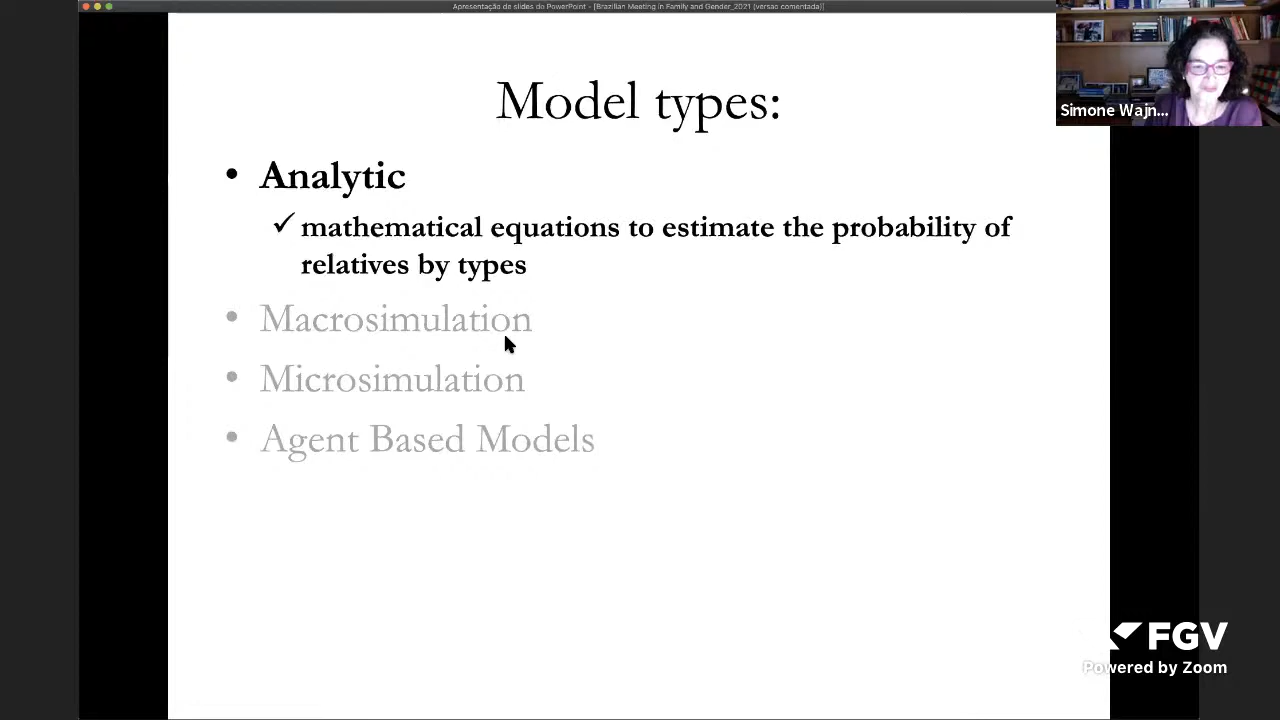 Apresentação de slides do PowerPoint - [Brazilian Meeting in Family and Gender_2021 (versao comentada)]
Simone Wajn...
Model types:
• Analytic
✓ mathematical equations to estimate the probability of
relatives by types
• Macrosimulation
• Microsimulation
• Agent Based Models
FGV
Powered by Zoom